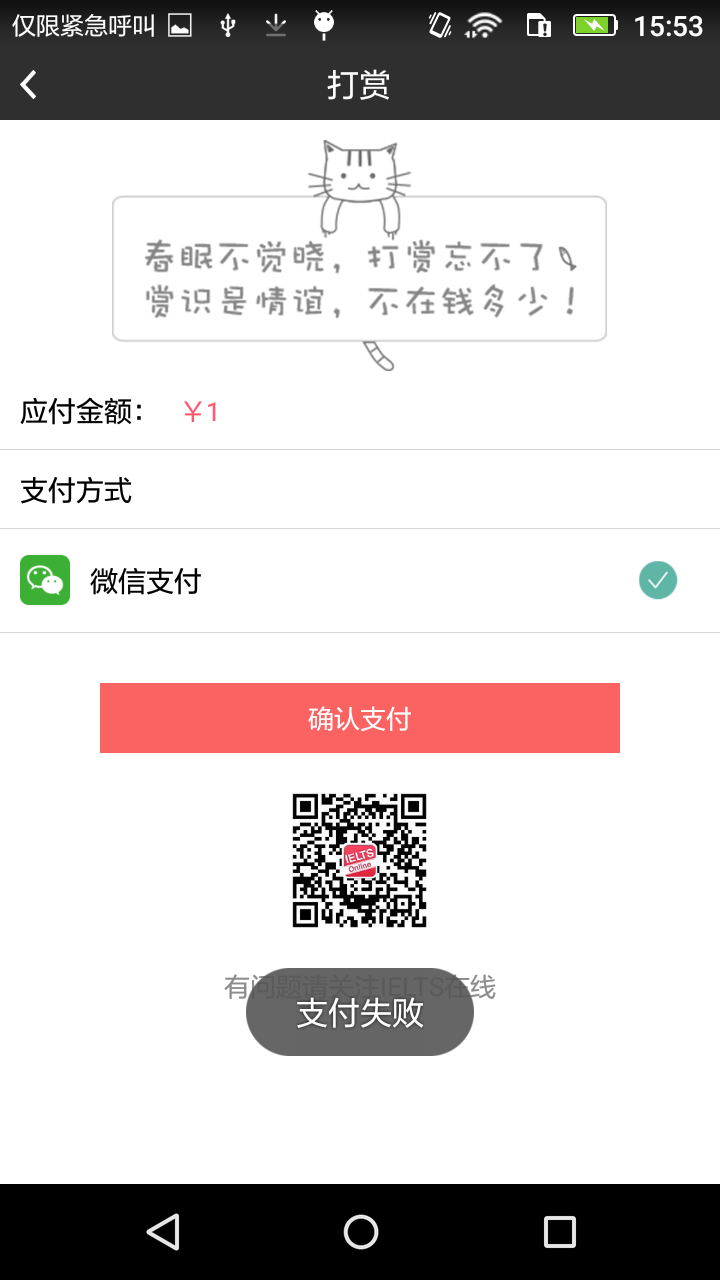 仅限紧急呼叫 15:53
打赏
春眠不觉晓，打赏忘不了
赏识是情谊，不在钱多少！
应付金额： ￥1
支付方式
微信支付
确认支付
IELTS
Online
有问题请关注IELTS在线
支付失败